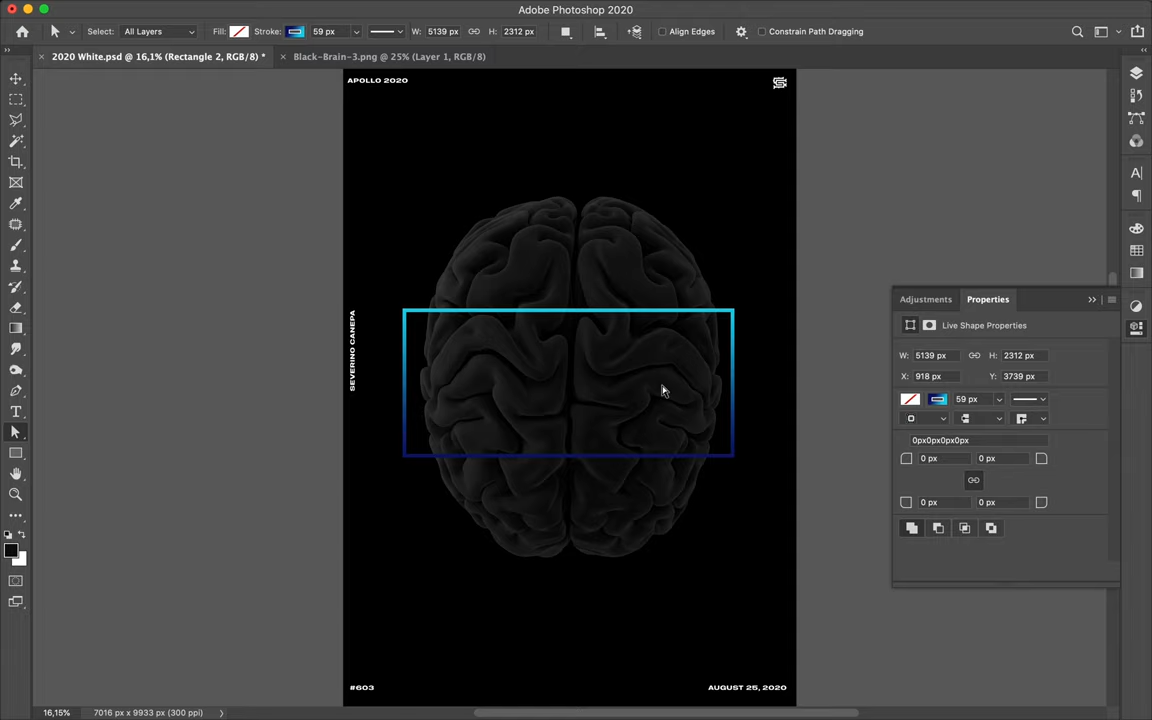 Adobe Photoshop 2020
Select: All Layers Fill: Stroke: 59 px W: 5139 px H: 2312 px Align Edges Constrain Path Dragging
2020 White.psd @ 16,1% (Rectangle 2, RGB/8) * Black-Brain-3.png @ 25% (Layer 1, RGB/8)
APOLLO 2020
SEVERINO CANEPA
#603
AUGUST 25, 2020
Adjustments Properties
Live Shape Properties
W: 5139 px H: 2312 px
X: 918 px Y: 3739 px
59 px
0px0px0px0px
0 px 0 px
0 px 0 px
16,15% 7016 px x 9933 px (300 ppi)